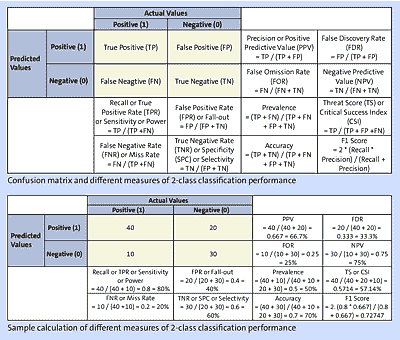 Actual Values
Positive (1) Negative (0)
Predicted Values
Positive (1) True Positive (TP) False Positive (FP) Precision or Positive Predictive Value (PPV) = TP / (TP + FP) False Discovery Rate (FDR) = FP / (TP + FP)
Negative (0) False Neagtive (FN) True Negative (TN) False Omission Rate (FOR) = FN / (FN + TN) Negative Predictive Value (NPV) = TN / (FN + TN)
Recall or True Positive Rate (TPR) or Sensitivity or Power = TP / (TP +FN) False Positive Rate (FPR) or Fall-out = FP / (FP + TN) Prevalence = (TP + FN) / (TP + FN + FP + TN) Threat Score (TS) or Critical Success Index (CSI) = TP / (TP + FN + FP)
False Negative Rate (FNR) or Miss Rate = FN / (TP + FN) True Negative Rate (TNR) or Specificity (SPC) or Selectivity = TN / (FP + TN) Accuracy = (TP + TN) / (TP + FN + FP + TN) F1 Score = 2 * (Recall * Precision) / (Recall + Precision)
Confusion matrix and different measures of 2-class classification performance
Actual Values
Positive (1) Negative (0)
Predicted Values
Positive (1) 40 20 PPV = 40 / (40 + 20) = 0.667 = 66.7% FDR = 20 / (40 + 20) = 0.333 = 33.3%
Negative (0) 10 30 FOR = 10 / (10 + 30) = 0.25 = 25% NPV = 30 / (10 + 30) = 0.75 = 75%
Recall or TPR or Sensitivity or Power = 40 / (40 +10) = 0.8 = 80% FPR or Fall-out = 20 / (20 + 30) = 0.4 = 40% Prevalence = (40 + 10) / (40 + 10 + 20 + 30) = 0.5 = 50% TS or CSI = 40 / (40 + 20 +10) = 0.5714 = 57.14%
FNR or Miss Rate = 10 / (40 +10) = 0.2 = 20% TNR or SPC or Selectivity = 30 / (20 + 30) = 0.6 = 60% Accuracy = (40 + 30) / (40 + 10 + 20 + 30) = 0.7 = 70% F1 Score = 2 (0.8 * 0.667) / (0.8 + 0.667) = 0.72747
Sample calculation of different measures of 2-class classification performance